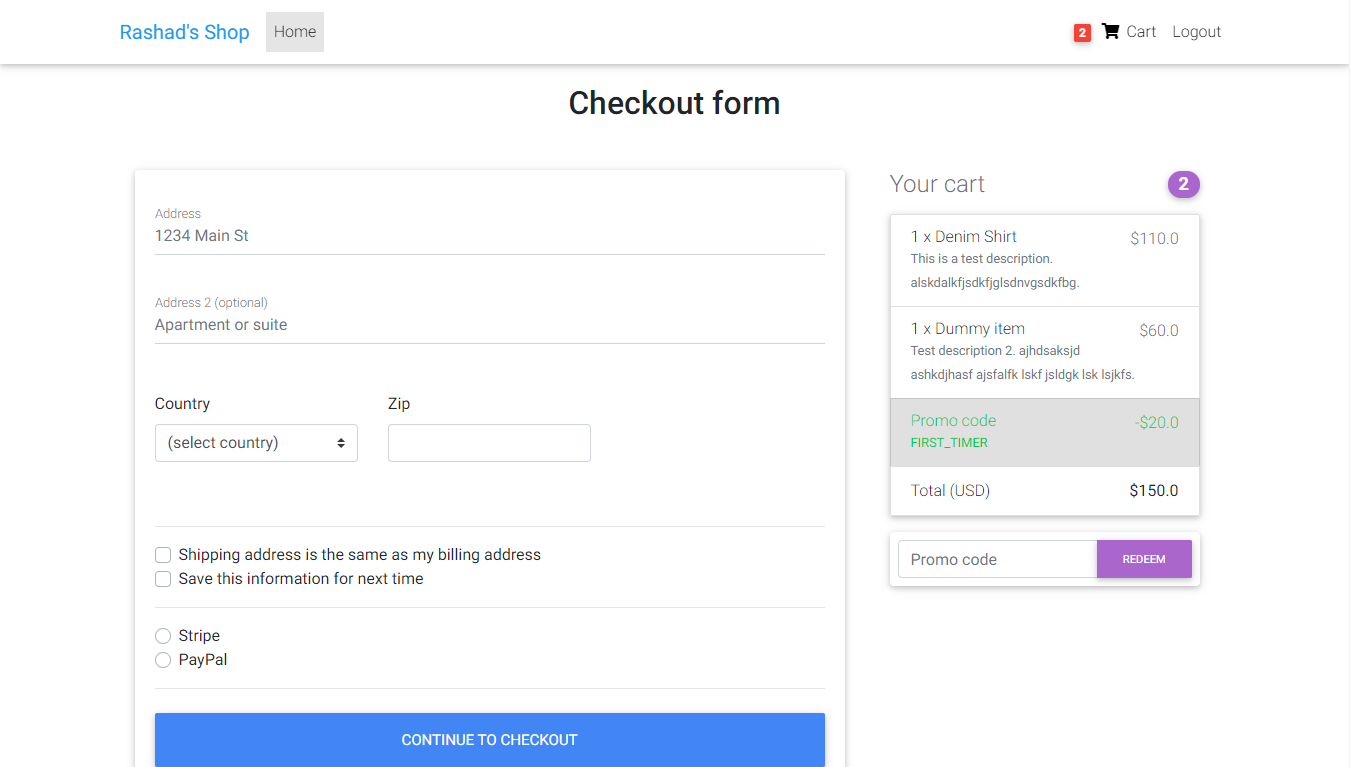 Rashad's Shop Home 2 Cart Logout
Checkout form
Address
1234 Main St
Address 2 (optional)
Apartment or suite
Country Zip
(select country)
Shipping address is the same as my billing address
Save this information for next time
Stripe
PayPal
CONTINUE TO CHECKOUT
Your cart 2
1 x Denim Shirt $110.0
This is a test description.
alskdalkfjsdkfjglsdnvgsdkfbg.
1 x Dummy item $60.0
Test description 2. ajhdsaksjd
ashkdjhasf ajsfalfk lskf jsldgk lsk lsjkfs.
Promo code -$20.0
FIRST_TIMER
Total (USD) $150.0
Promo code REDEEM